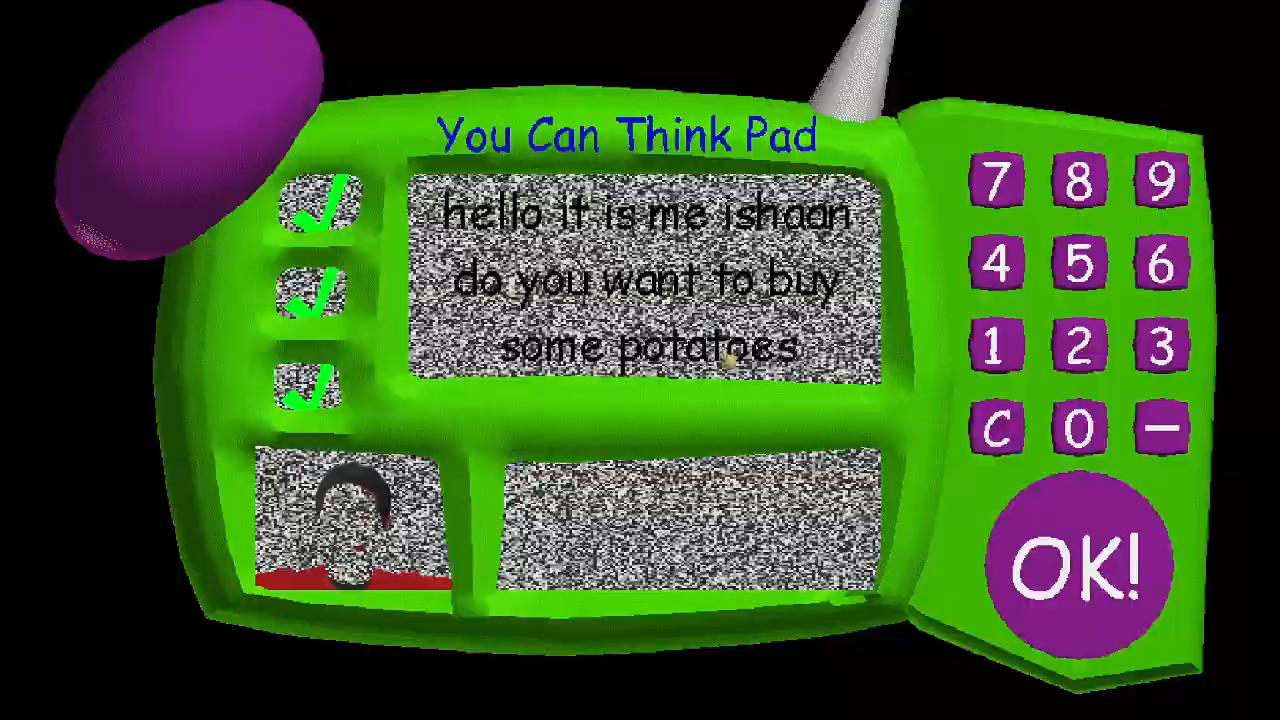 You Can Think Pad
hello it is me ishaan
do you want to buy
some potatoes
7 8 9
4 5 6
1 2 3
C 0 —
OK!